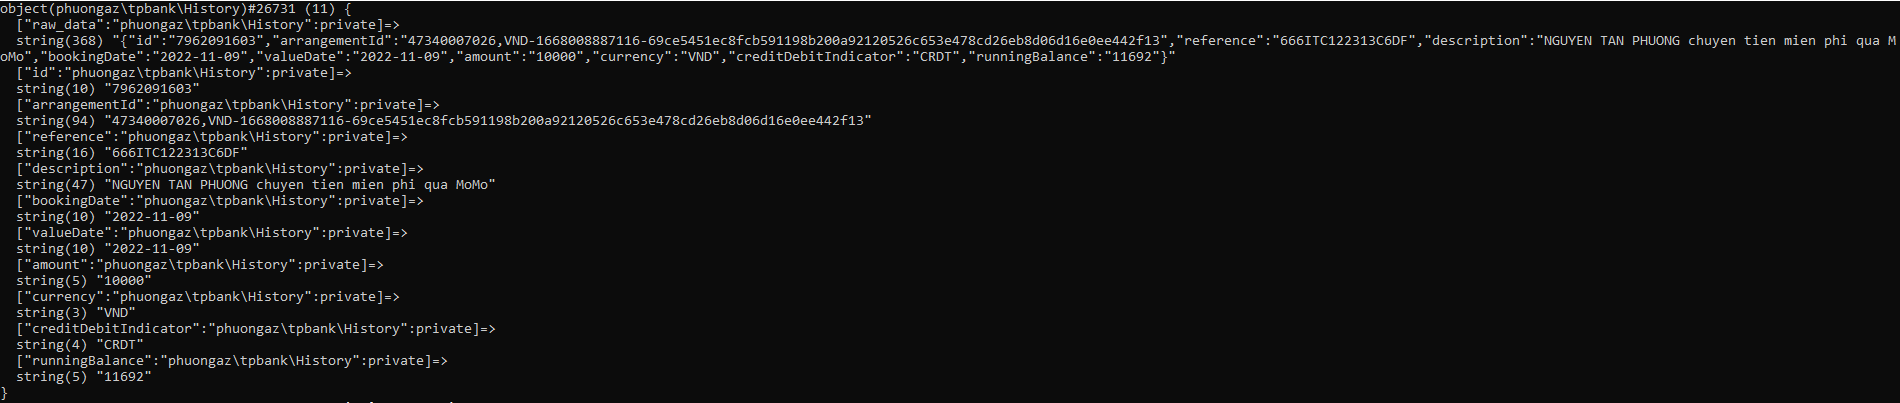 object(phuongaz\tpbank\History)#26731 (11) {
  ["raw_data":"phuongaz\tpbank\History":private]=>
  string(368) "{"id":"7962091603","arrangementId":"47340007026,VND-1668008887116-69ce5451ec8fcb591198b200a92120526c653e478cd26eb8d06d16e0ee442f13","reference":"666ITC122313C6DF","description":"NGUYEN TAN PHUONG chuyen tien mien phi qua M
oMo","bookingDate":"2022-11-09","valueDate":"2022-11-09","amount":"10000","currency":"VND","creditDebitIndicator":"CRDT","runningBalance":"11692"}"
  ["id":"phuongaz\tpbank\History":private]=>
  string(10) "7962091603"
  ["arrangementId":"phuongaz\tpbank\History":private]=>
  string(94) "47340007026,VND-1668008887116-69ce5451ec8fcb591198b200a92120526c653e478cd26eb8d06d16e0ee442f13"
  ["reference":"phuongaz\tpbank\History":private]=>
  string(16) "666ITC122313C6DF"
  ["description":"phuongaz\tpbank\History":private]=>
  string(47) "NGUYEN TAN PHUONG chuyen tien mien phi qua MoMo"
  ["bookingDate":"phuongaz\tpbank\History":private]=>
  string(10) "2022-11-09"
  ["valueDate":"phuongaz\tpbank\History":private]=>
  string(10) "2022-11-09"
  ["amount":"phuongaz\tpbank\History":private]=>
  string(5) "10000"
  ["currency":"phuongaz\tpbank\History":private]=>
  string(3) "VND"
  ["creditDebitIndicator":"phuongaz\tpbank\History":private]=>
  string(4) "CRDT"
  ["runningBalance":"phuongaz\tpbank\History":private]=>
  string(5) "11692"
}